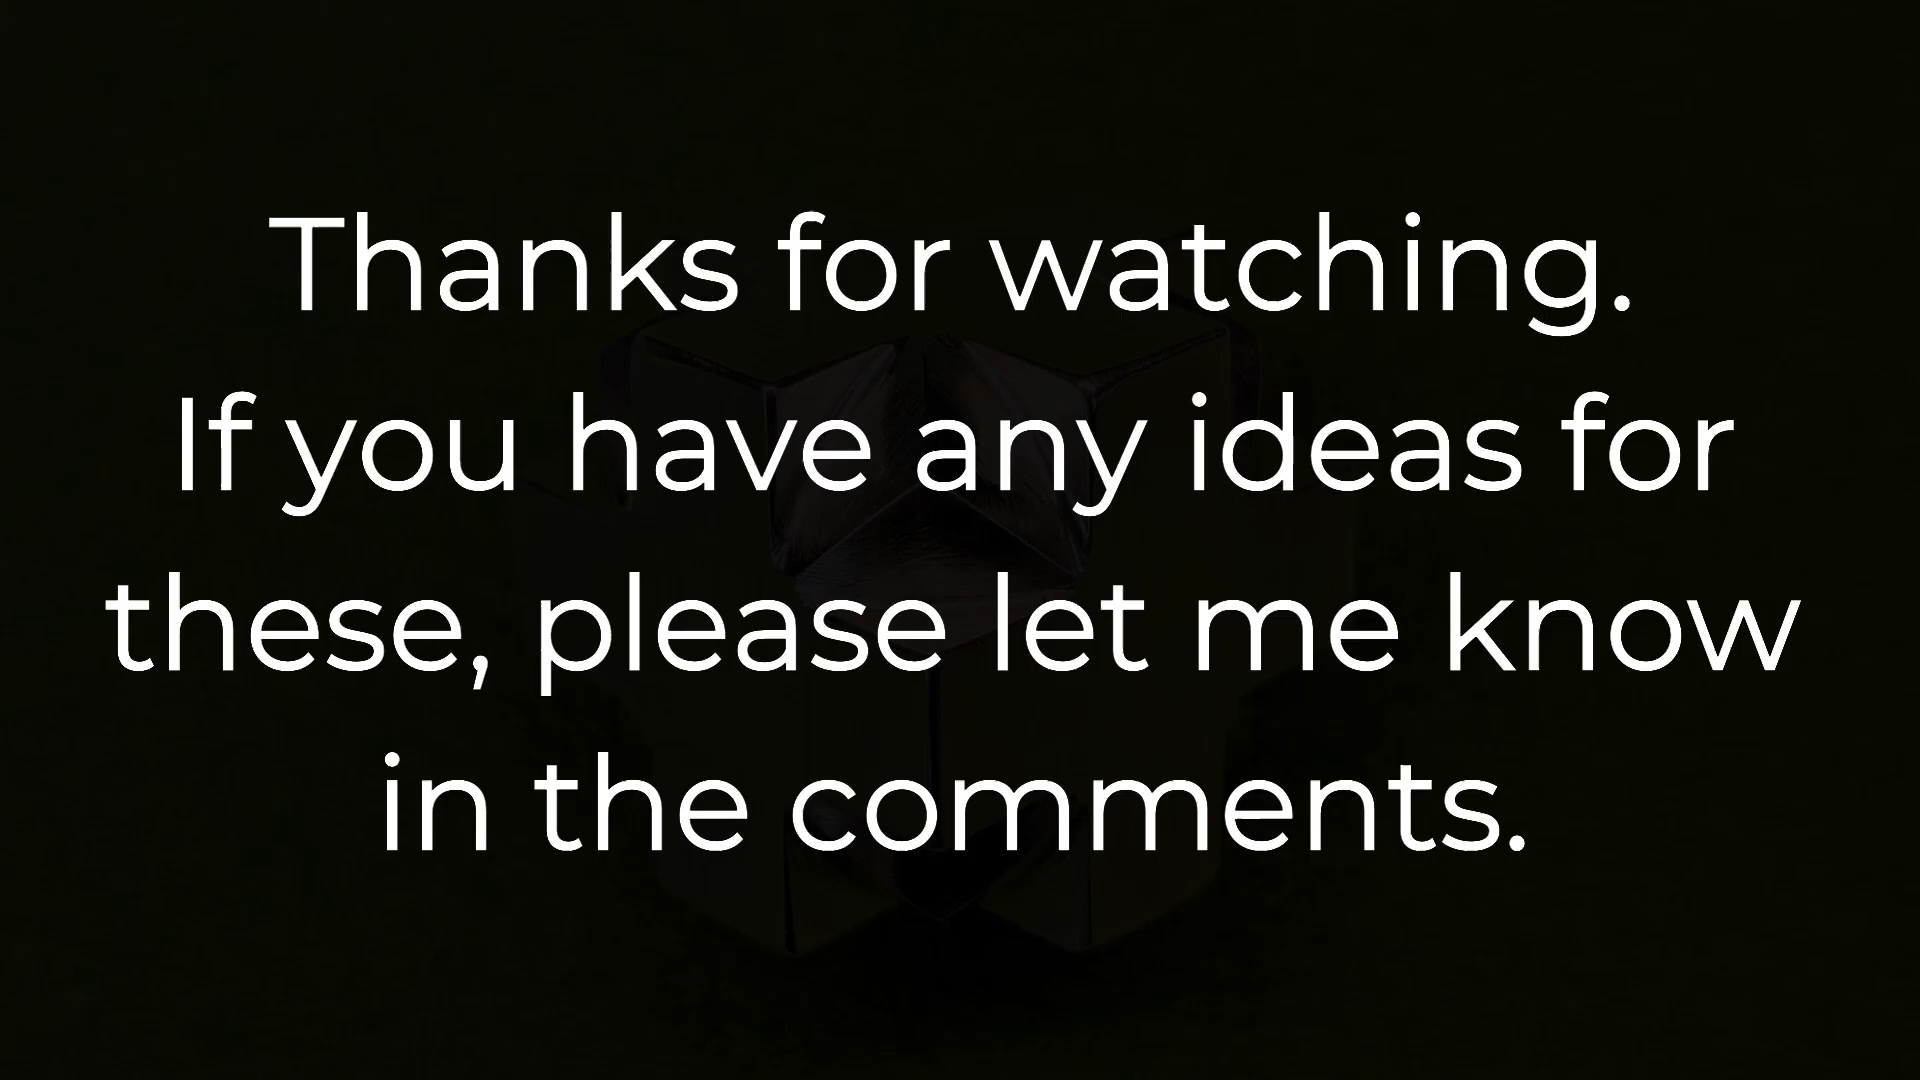 Thanks for watching.
If you have any ideas for
these, please let me know
in the comments.